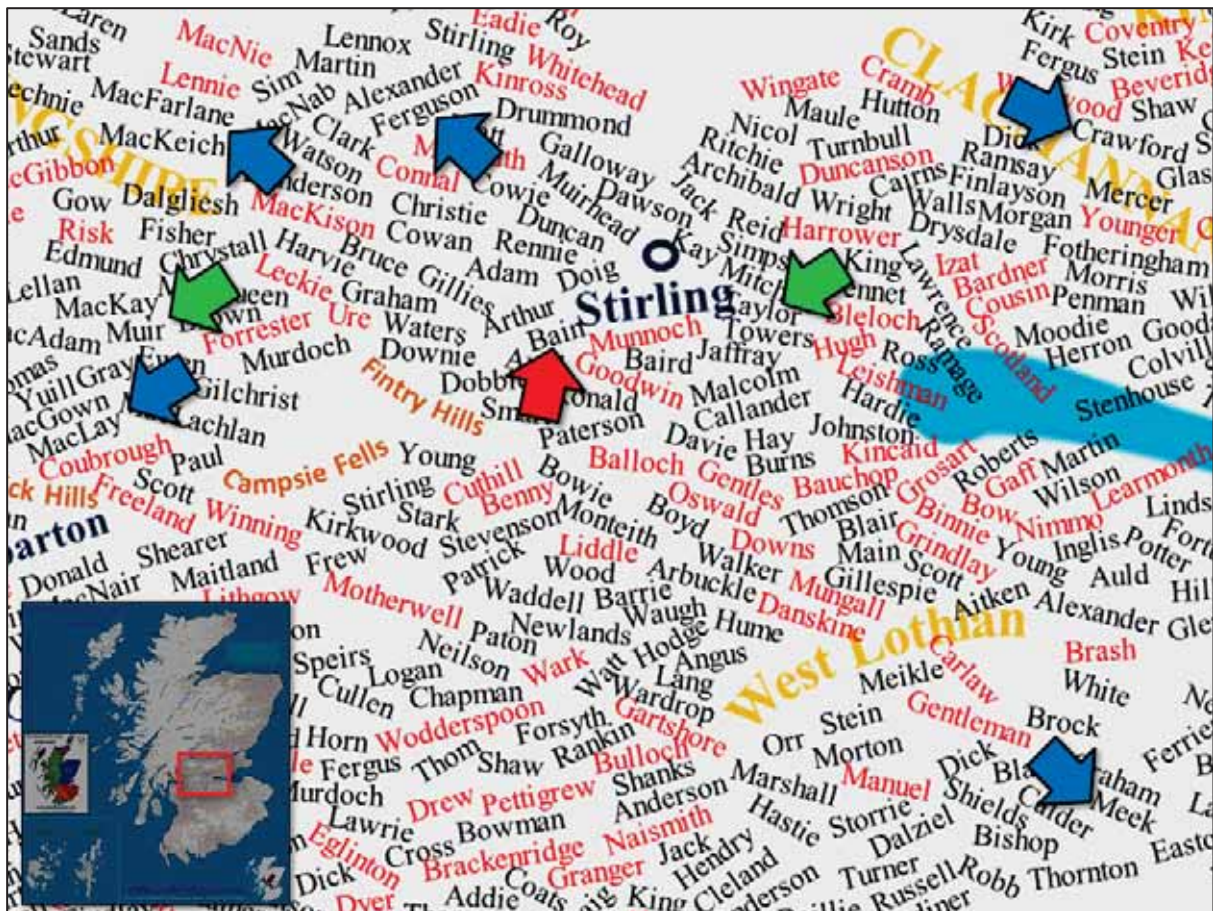 Eadie
Roy
Kirk
Coventry
Sands
MacNie
Lennox
Stirling
Whitehead
Fergus
Stein
Stewart
Martin
Wingate
Cramb
Beveridg
Lennie
Sim
Alexander
Kinross
Maule
Hutton
Shaw
MacFarlane
MacNab
Ferguson
Drummond
Nicol
Turnbull
Crawford
MacKeich
Clark
Watson
Galloway
Ritchie
Duncanson
Ramsay
Connal
Cowie
Muirhead
Dawson
Archibald
Cairns
Finlayson
Mercer
Gow
Dalgliesh
MacKison
Christie
Duncan
Jack
Wright
Walls
Morgan
Younger
Risk
Fisher
Cowan
Rennie
Reid
Harrower
Drysdale
Fotheringham
Edmund
Chrystall
Harvie
Bruce
Adam
Doig
Kay
King
Lawrence
Izat
Morris
Leckie
Graham
Gillies
Stirling
Bardner
MacKay
Muir
Ure
Waters
Arthur
Bain
Munnoch
Towers
Bleloch
Cousin
Penman
MacAdam
Forrester
Murdoch
Downie
Baird
Jaffray
Hugh
Ross
Ramage
Scotland
Moodie
Herron
Yuill
Gray
Gilchrist
Fintry Hills
Goodwin
Malcolm
Leishman
Stenhouse
MacLay
Lachlan
Paterson
Callander
Hardie
Coubrough
Paul
Campsie Fells
Young
Davie
Hay
Johnston
Scott
Cuthill
Bowie
Balloch
Gentles
Burns
Kincaid
Roberts
Martin
Freeland
Winning
Stirling
Benny
Oswald
Bauchop
Grosart
Gaff
Wilson
Learmonth
Kirkwood
Stark
Stevenson
Monteith
Boyd
Thomson
Binnie
Bow
Nimmo
Shearer
Frew
Patrick
Liddle
Downs
Blair
Grindlay
Young
Inglis
Potter
Donald
Maitland
Wood
Walker
Main
Scott
Auld
Motherwell
Waddell
Barrie
Arbuckle
Mungall
Gillespie
Aitken
Alexander
Newlands
Waugh
Hume
Danskine
West Lothian
Speirs
Neilson
Paton
Hodge
Angus
Carlaw
Brash
Logan
Wark
Watt
Lang
Meikle
White
Cullen
Chapman
Wardrop
Gentleman
Brock
Horn
Wodderspoon
Forsyth
Gartshore
Orr
Stein
Fergus
Thom
Shaw
Rankin
Bulloch
Morton
Dick
Drew
Pettigrew
Shanks
Marshall
Manuel
Shields
Meek
Lawrie
Bowman
Anderson
Hastie
Storrie
Bishop
Eglinton
Cross
Naismith
Jack
Dalziel
Brackenridge
Granger
Hendry
Turner
Robb
Thornton
Dick
Coats
Cleland
Russell
Dyer
Addie
King